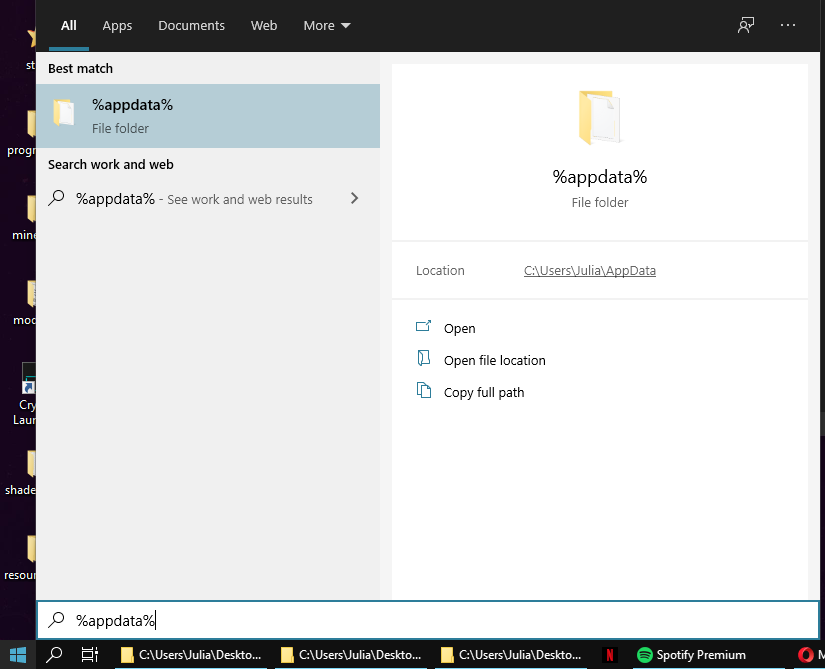 All Apps Documents Web More
Best match
%appdata%
File folder
Search work and web
%appdata% - See work and web results
%appdata%
File folder
Location C:\Users\Julia\AppData
Open
Open file location
Copy full path
st
progr
mine
mod
Cry
Laun
shade
resour
%appdata%
C:\Users\Julia\Deskto... C:\Users\Julia\Deskto... C:\Users\Julia\Deskto... N Spotify Premium M